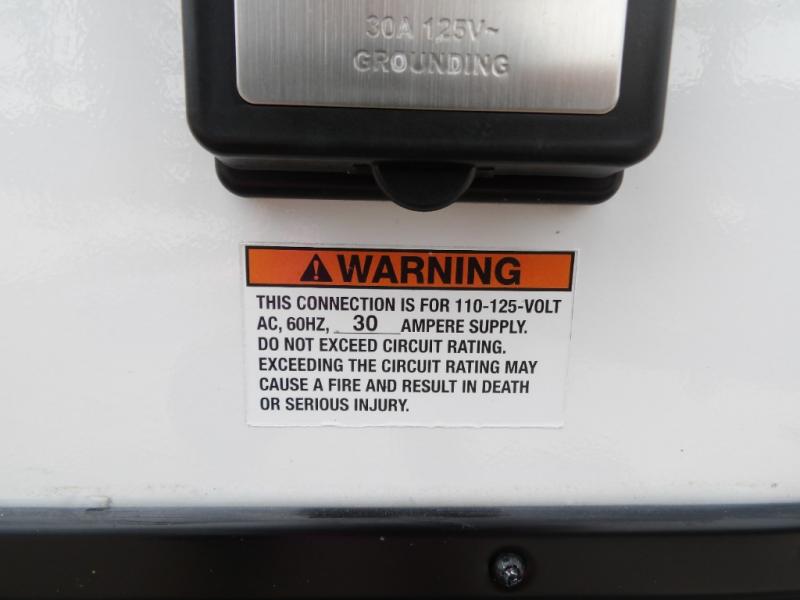 30A 125V~
GROUNDING
WARNING
THIS CONNECTION IS FOR 110-125-VOLT
AC, 60HZ, 30 AMPERE SUPPLY.
DO NOT EXCEED CIRCUIT RATING.
EXCEEDING THE CIRCUIT RATING MAY
CAUSE A FIRE AND RESULT IN DEATH
OR SERIOUS INJURY.